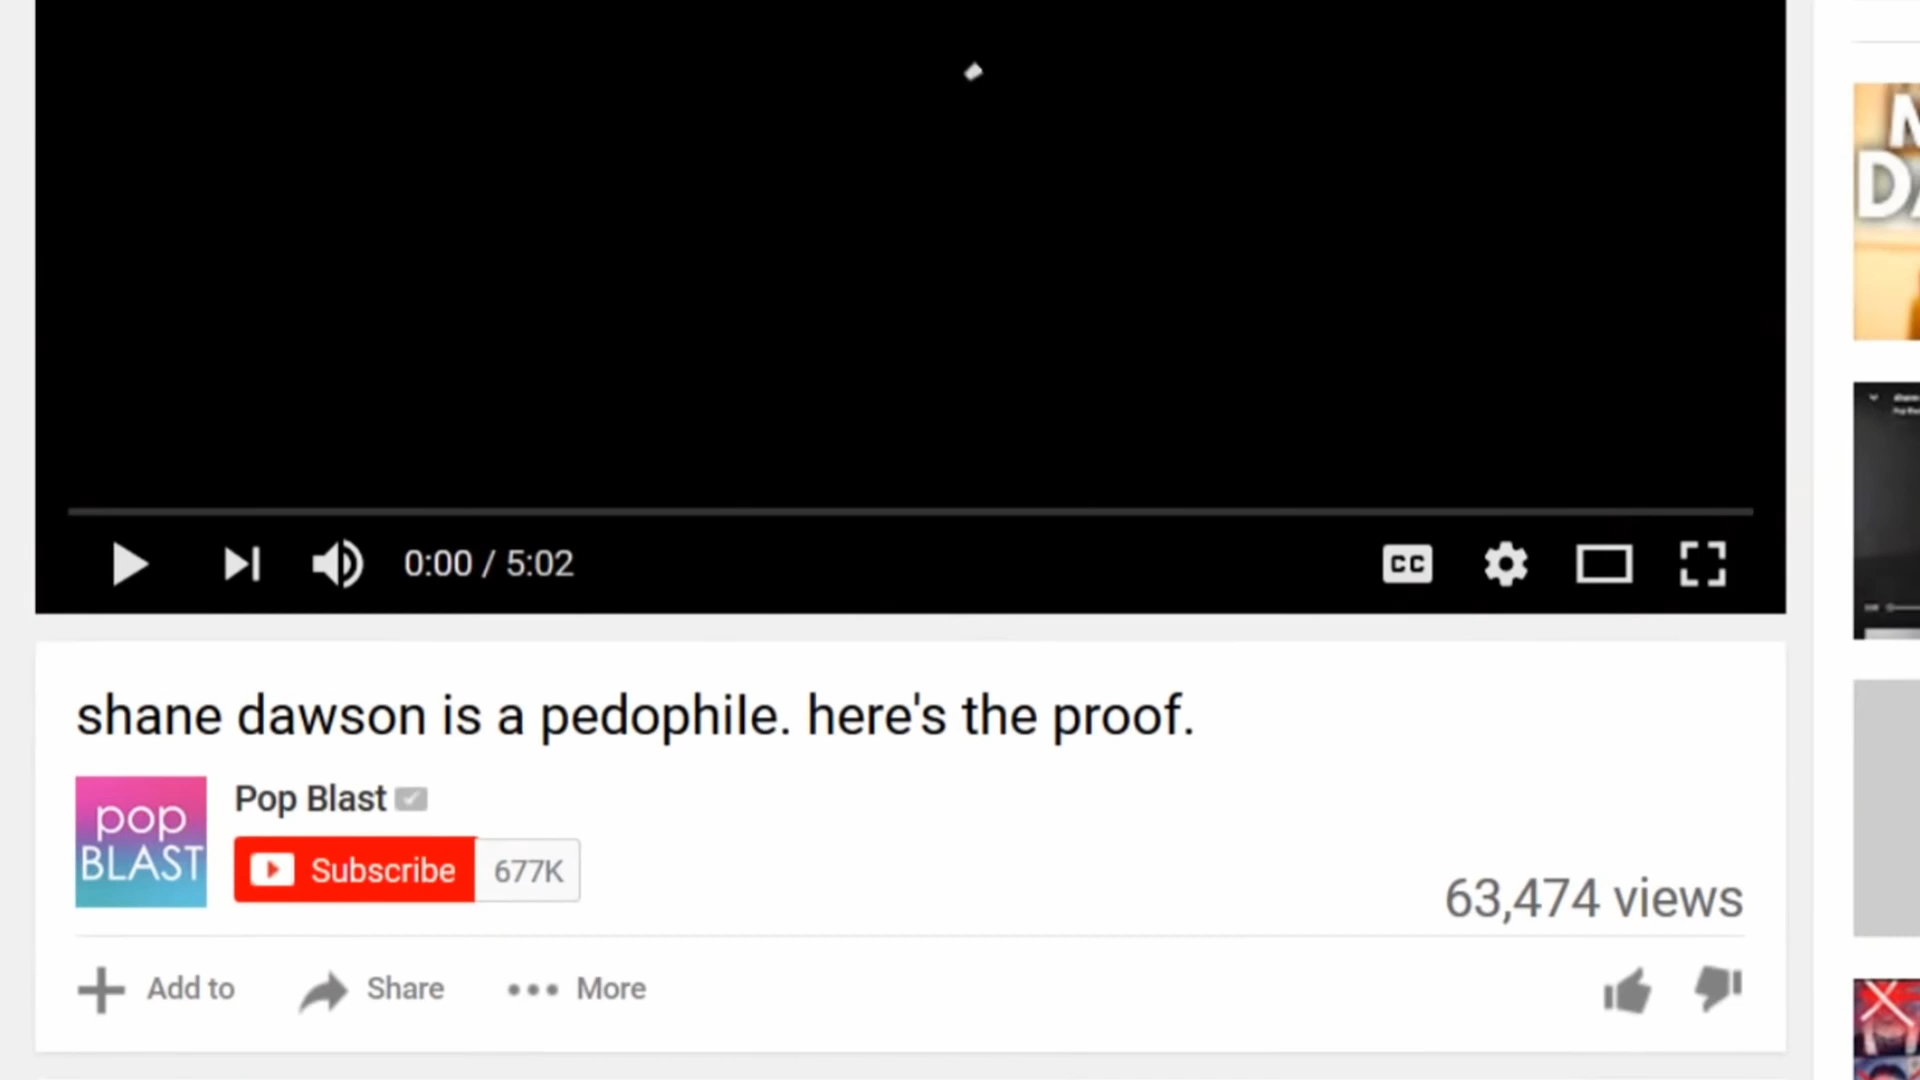 M
DA
CC
0:00 / 5:02
shane dawson is a pedophile. here's the proof.
pop
BLAST
Pop Blast
Subscribe 677K
63,474 views
Add to Share More